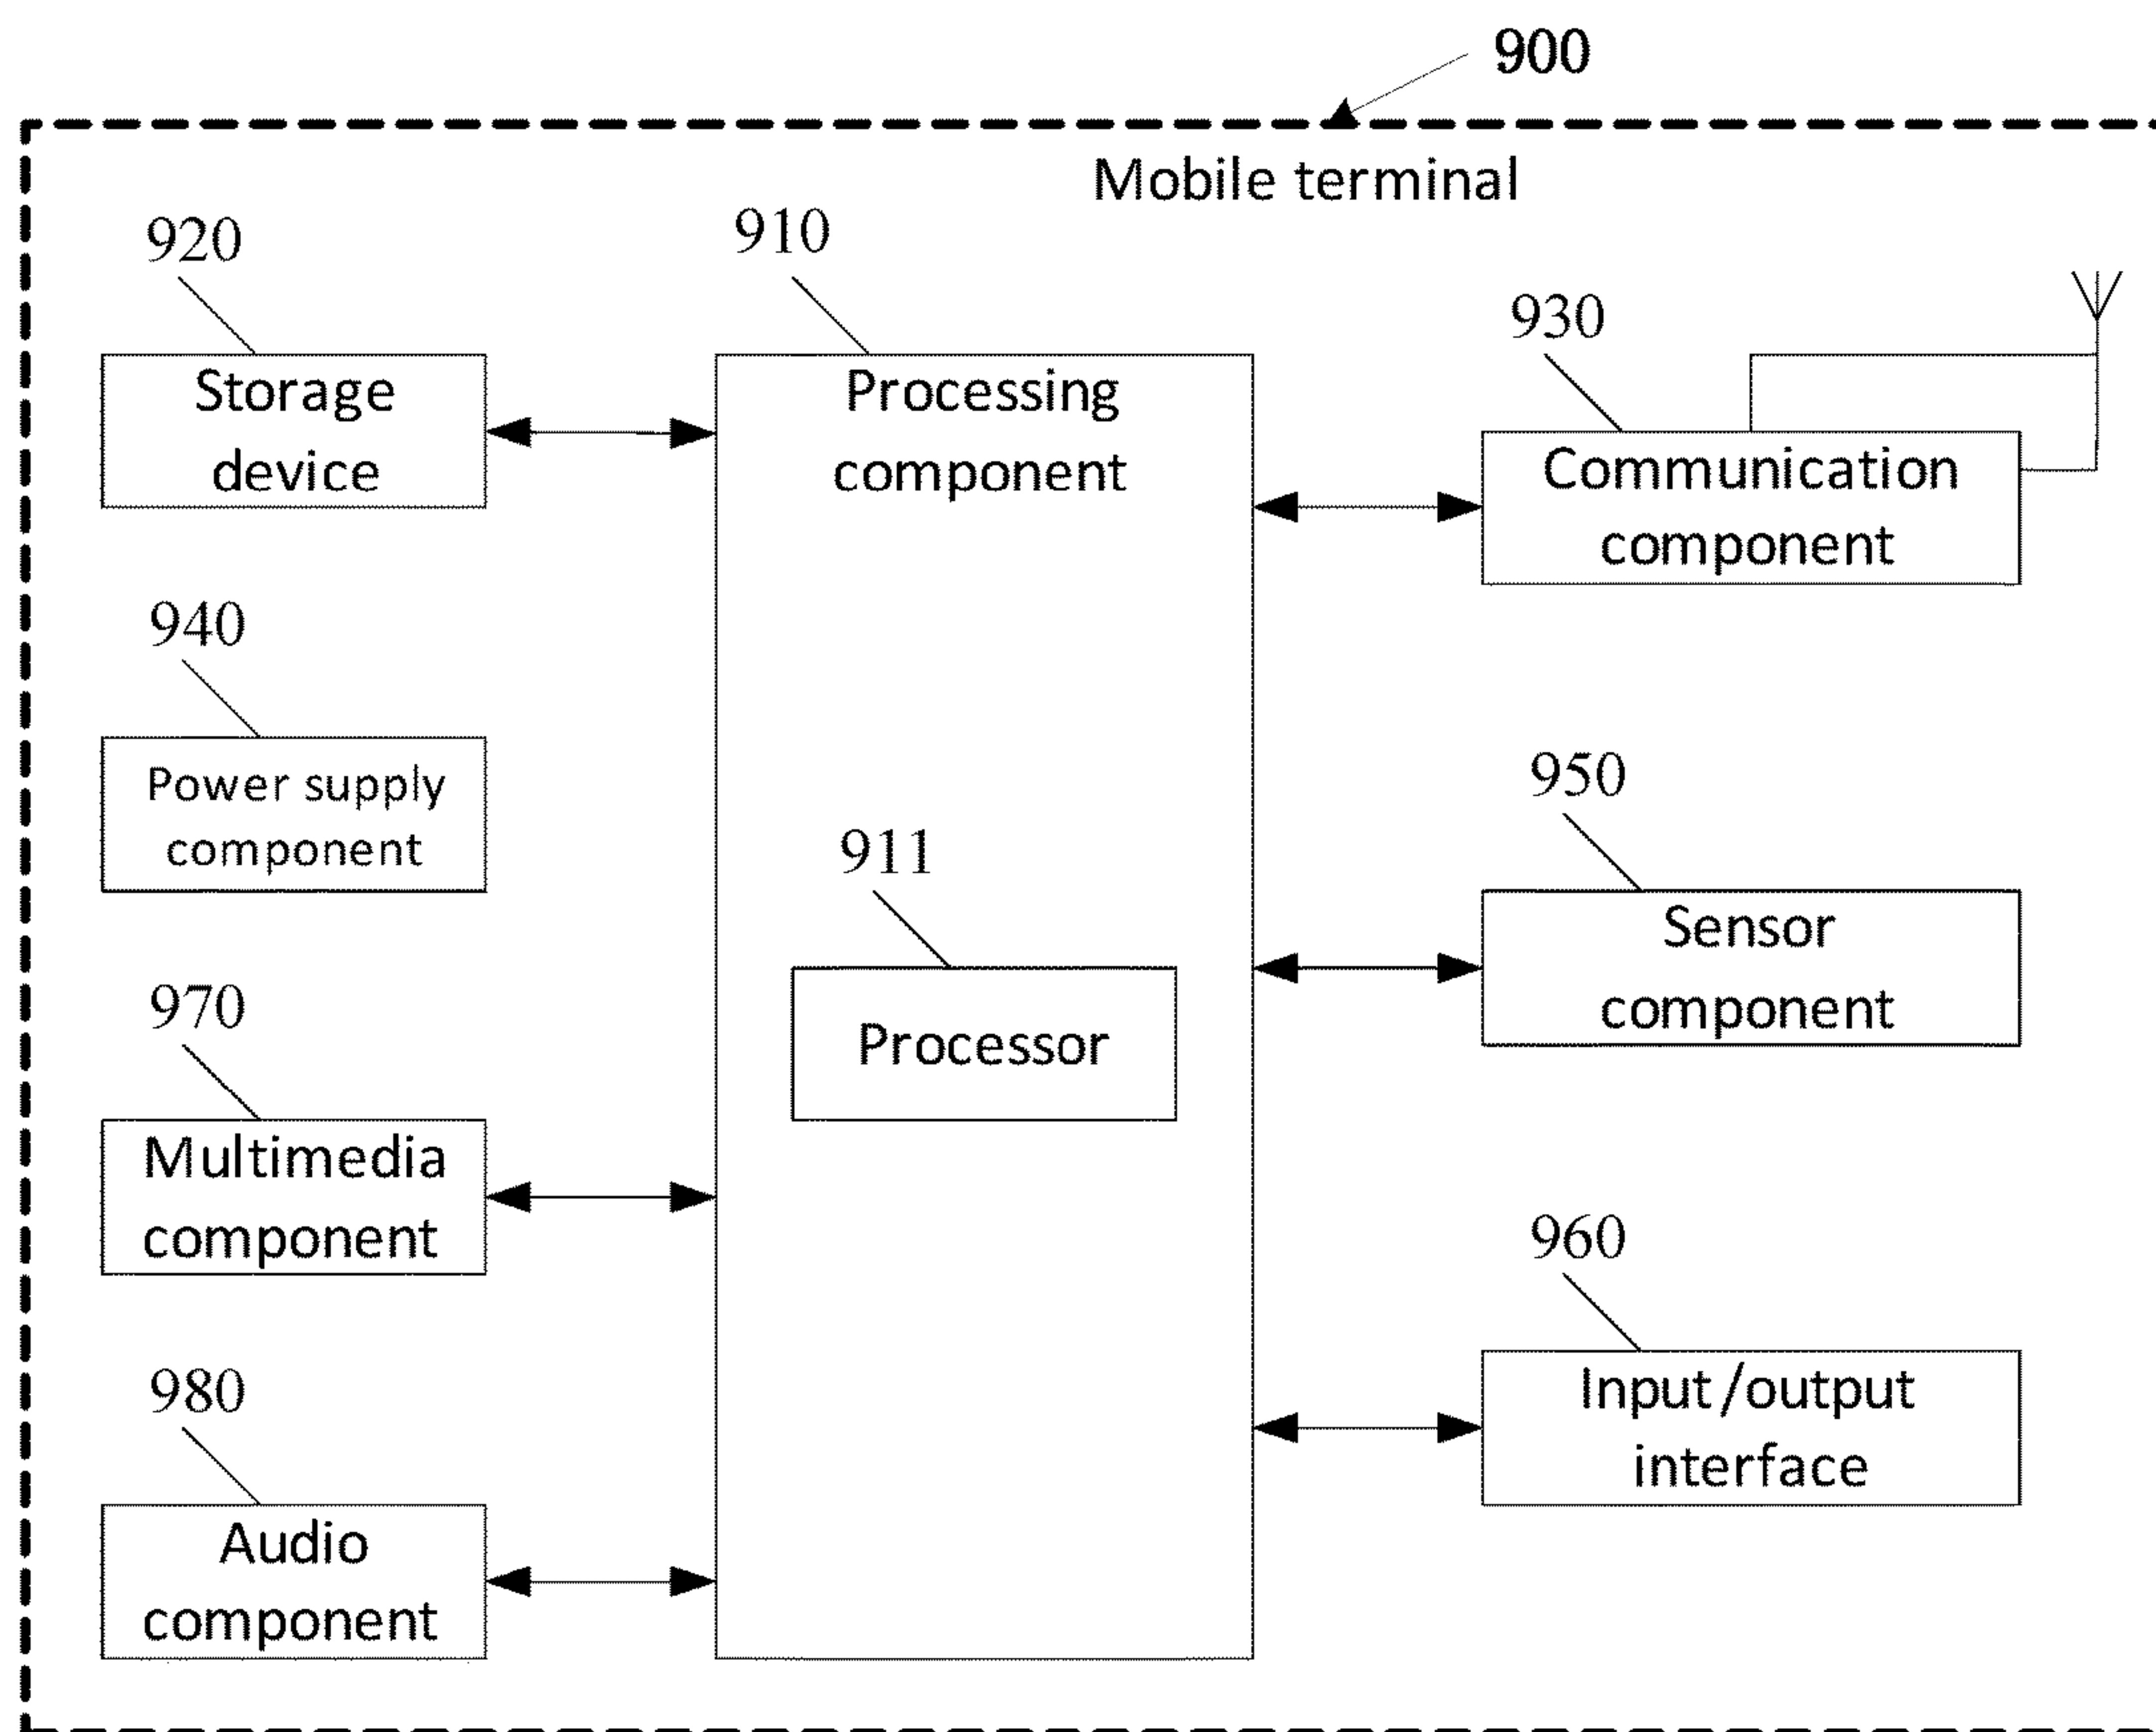 900
Mobile terminal
920
Storage
device
910
Processing
component
930
Communication
component
940
Power supply
component
911
Processor
950
Sensor
component
970
Multimedia
component
960
Input/output
interface
980
Audio
component